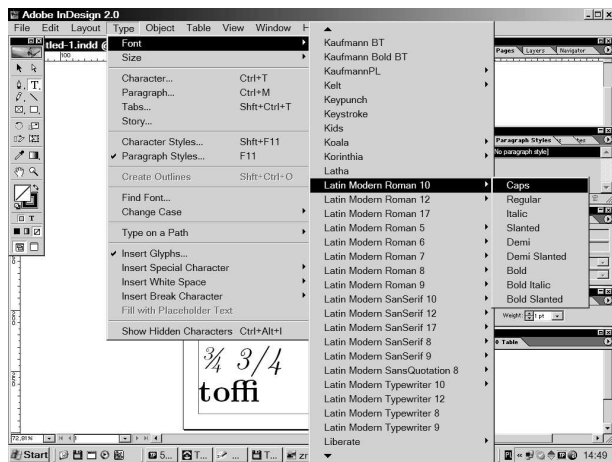 Adobe InDesign 2.0
File Edit Layout Type Object Table View Window H
tled-1.indd @
100
Font
Size
Character... Ctrl+T
Paragraph... Ctrl+M
Tabs... Shft+Ctrl+T
Story...
Character Styles... Shft+F11
Paragraph Styles... F11
Create Outlines Shft+Ctrl+O
Find Font...
Change Case
Type on a Path
Insert Glyphs...
Insert Special Character
Insert White Space
Insert Break Character
Fill with Placeholder Text
Show Hidden Characters Ctrl+Alt+I
Kaufmann BT
Kaufmann Bold BT
KaufmannPL
Kelt
Keypunch
Keystroke
Kids
Koala
Korinthia
Latha
Latin Modern Roman 10
Latin Modern Roman 12
Latin Modern Roman 17
Latin Modern Roman 5
Latin Modern Roman 6
Latin Modern Roman 7
Latin Modern Roman 8
Latin Modern Roman 9
Latin Modern SanSerif 10
Latin Modern SanSerif 12
Latin Modern SanSerif 17
Latin Modern SanSerif 8
Latin Modern SanSerif 9
Latin Modern SansQuotation 8
Latin Modern Typewriter 10
Latin Modern Typewriter 12
Latin Modern Typewriter 8
Latin Modern Typewriter 9
Liberate
Caps
Regular
Italic
Slanted
Demi
Demi Slanted
Bold
Bold Italic
Bold Slanted
Pages Layers Navigator
Paragraph Styles
No paragraph style
Weight: 1 pt
Table
¾ 3/4
toffi
72,81%
Start 5... T... T... zr
PL 14:49